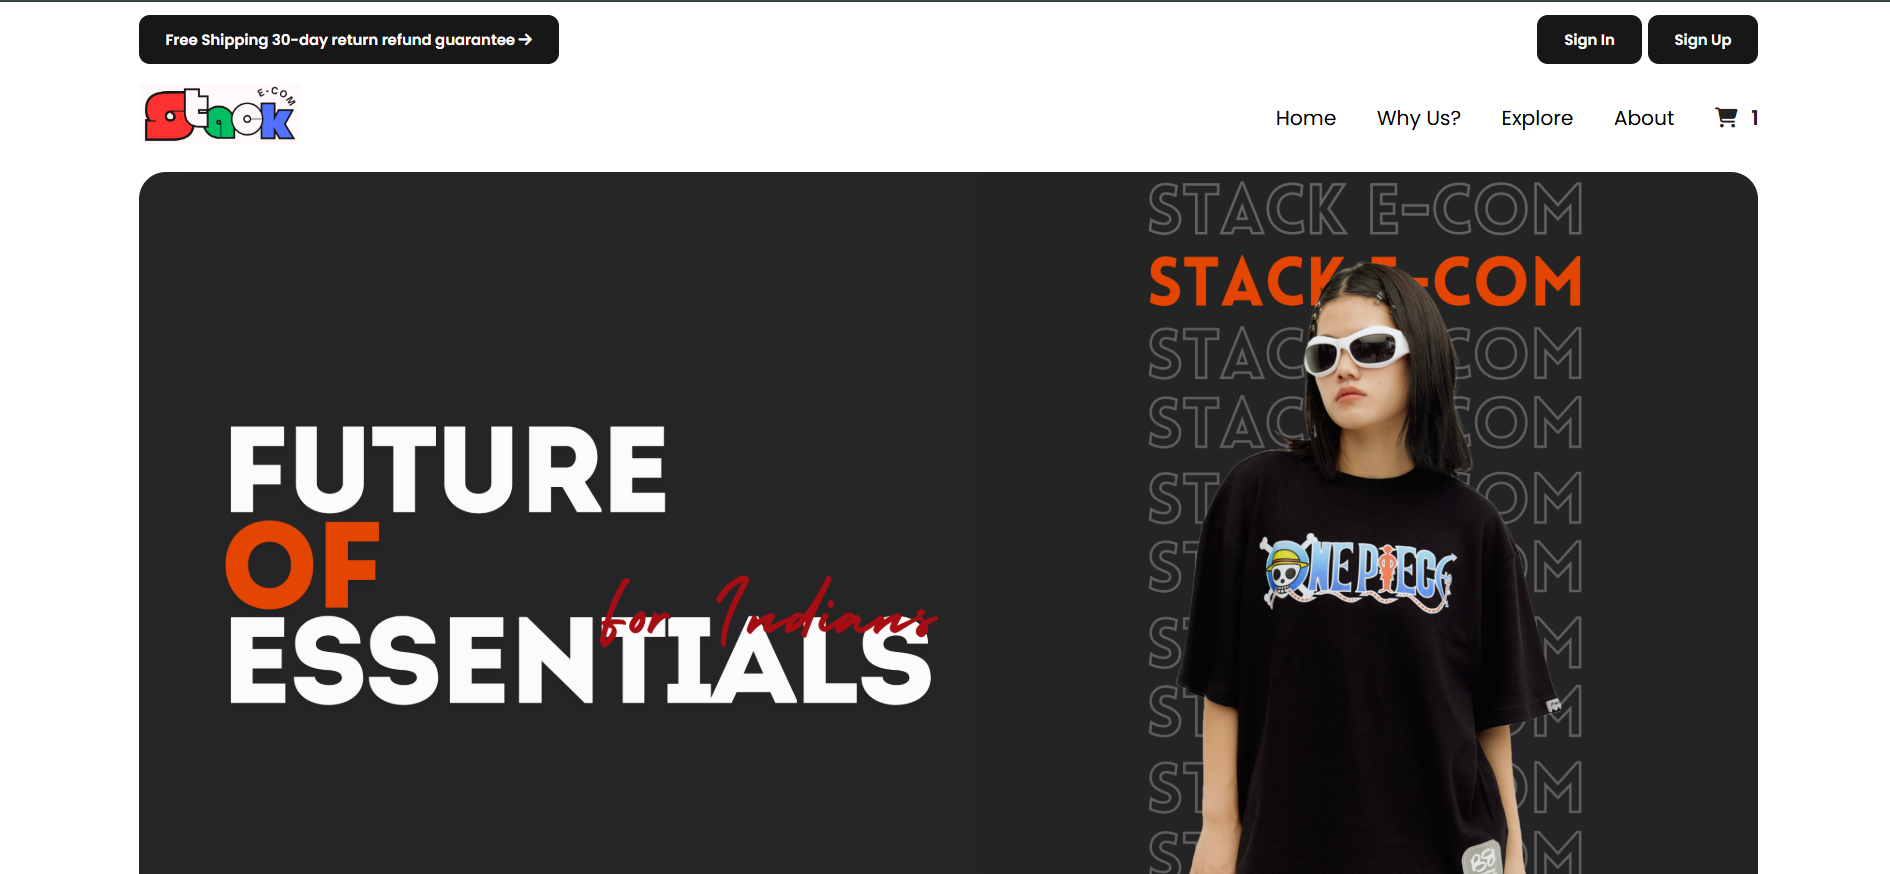 Free Shipping 30-day return refund guarantee →
Sign In
Sign Up
Stack E-COM
Home
Why Us?
Explore
About
1
STACK E-COM
STACK E-COM
STAC COM
STAC COM
ST OM
ST M
S M
S M
ST OM
ST M
FUTURE
OF
for Indians
ESSENTIALS
ONE PIECE